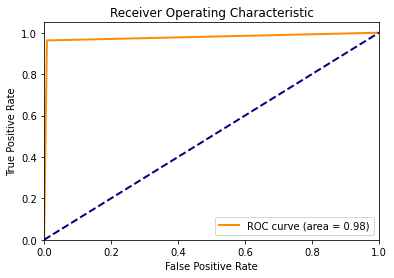 Receiver Operating Characteristic
1.0
0.8
0.6
0.4
0.2
0.0
True Positive Rate
ROC curve (area = 0.98)
0.0 0.2 0.4 0.6 0.8 1.0
False Positive Rate